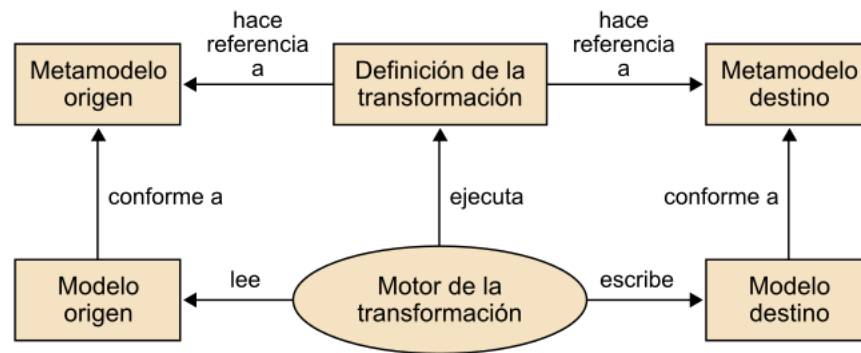 hace
referencia
a
hace
referencia
a
Metamodelo
origen
Definición de la
transformación
Metamodelo
destino
conforme a
ejecuta
conforme a
Modelo
origen
lee
Motor de la
transformación
escribe
Modelo
destino